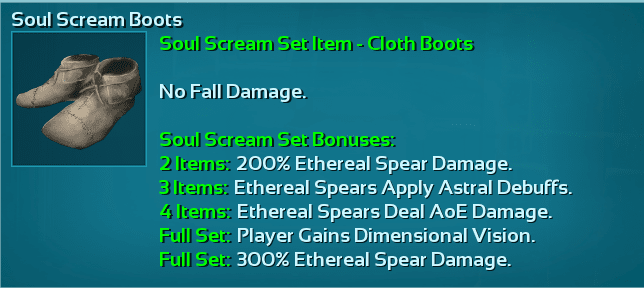 Soul Scream Boots
Soul Scream Set Item - Cloth Boots
No Fall Damage.
Soul Scream Set Bonuses:
2 Items: 200% Ethereal Spear Damage.
3 Items: Ethereal Spears Apply Astral Debuffs.
4 Items: Ethereal Spears Deal AoE Damage.
Full Set: Player Gains Dimensional Vision.
Full Set: 300% Ethereal Spear Damage.